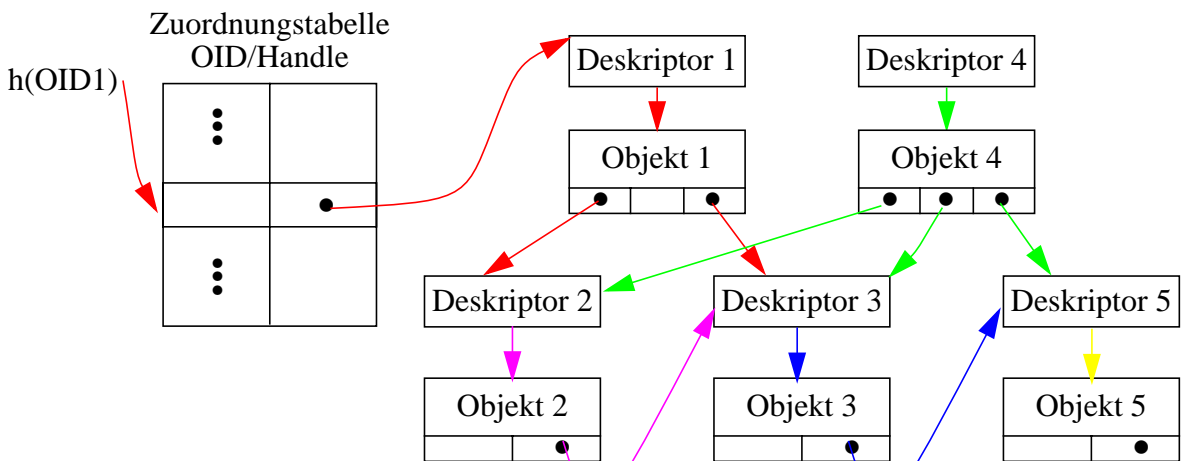 Zuordnungstabelle
OID/Handle
h(OID1)
Deskriptor 1
Deskriptor 4
Objekt 1
Objekt 4
Deskriptor 2
Deskriptor 3
Deskriptor 5
Objekt 2
Objekt 3
Objekt 5